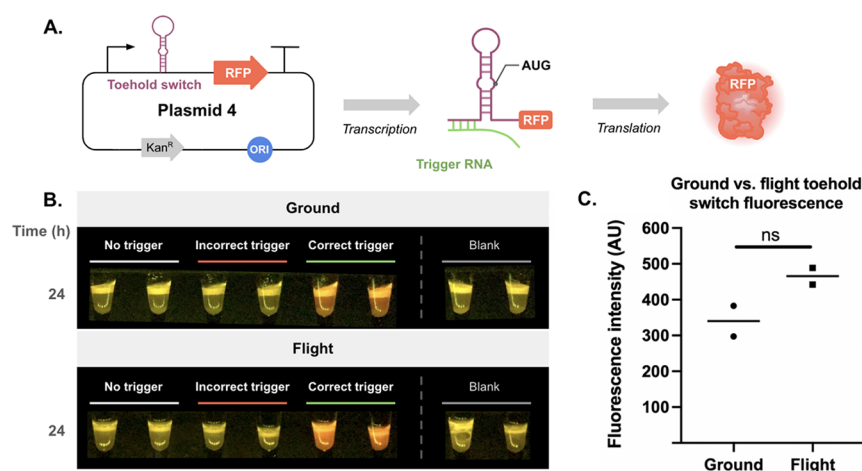 A.
Toehold switch
RFP
Plasmid 4
Kan^R
ORI
Transcription
AUG
RFP
Trigger RNA
Translation
RFP
B.
Ground
Time (h)
No trigger
Incorrect trigger
Correct trigger
Blank
24
Flight
No trigger
Incorrect trigger
Correct trigger
Blank
24
C.
Ground vs. flight toehold
switch fluorescence
Fluorescence intensity (AU)
600
500
400
300
200
100
ns
Ground
Flight